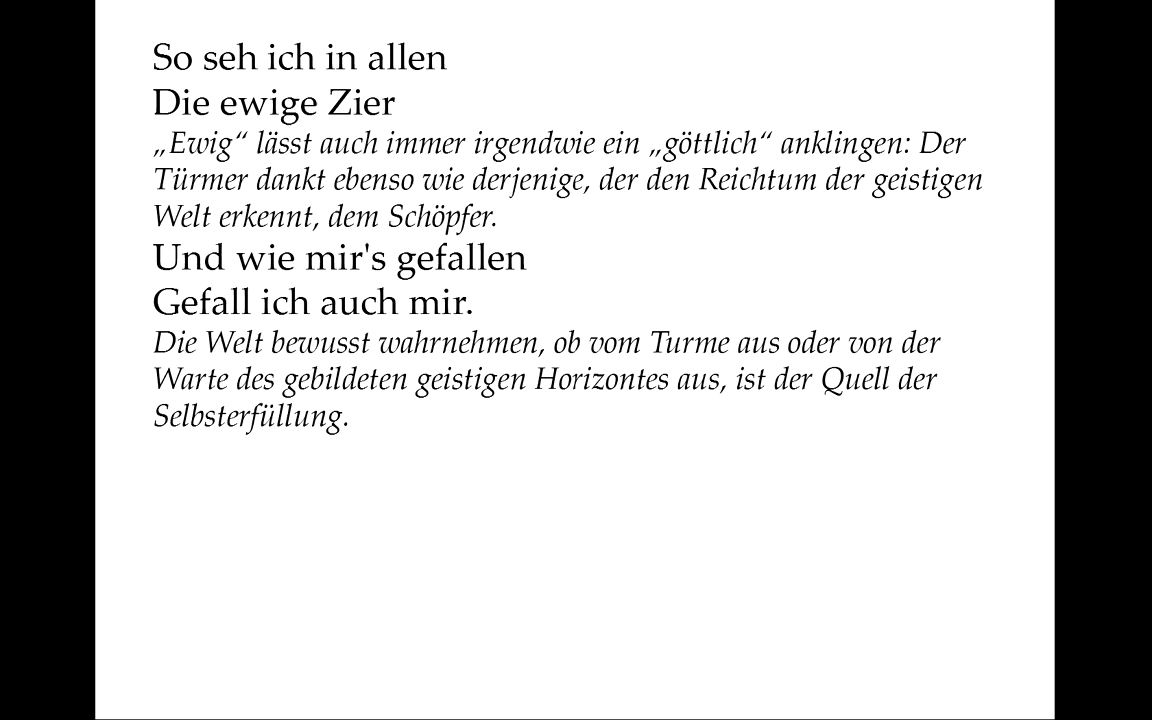 So seh ich in allen
Die ewige Zier
„Ewig“ lässt auch immer irgendwie ein „göttlich“ anklingen: Der
Türmer dankt ebenso wie derjenige, der den Reichtum der geistigen
Welt erkennt, dem Schöpfer.
Und wie mir's gefallen
Gefall ich auch mir.
Die Welt bewusst wahrnehmen, ob vom Turme aus oder von der
Warte des gebildeten geistigen Horizontes aus, ist der Quell der
Selbsterfüllung.